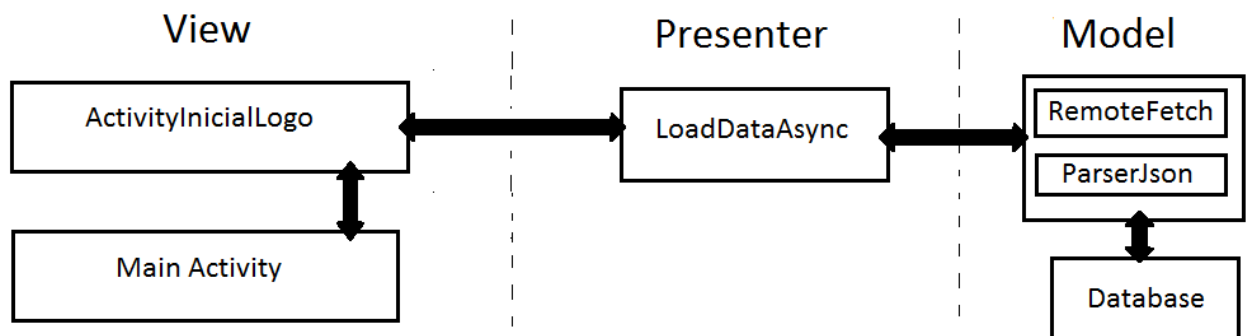 View
Presenter
Model
ActivityInicialLogo
LoadDataAsync
RemoteFetch
ParserJson
Main Activity
Database